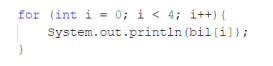 for (int i = 0; i < 4; i++){
    System.out.println(bil[i]);
}